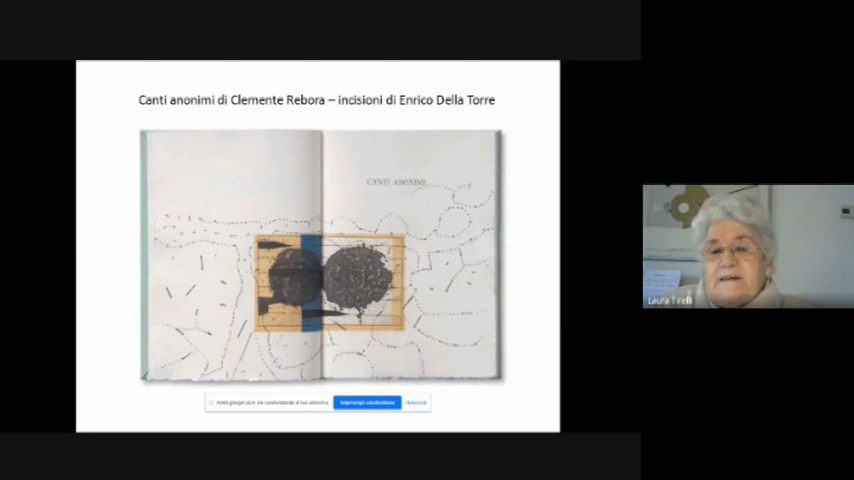 Canti anonimi di Clemente Rebora – incisioni di Enrico Della Torre
CANTI ANONIMI
Interrompi condivisione
Nascondi
Laura Tirelli